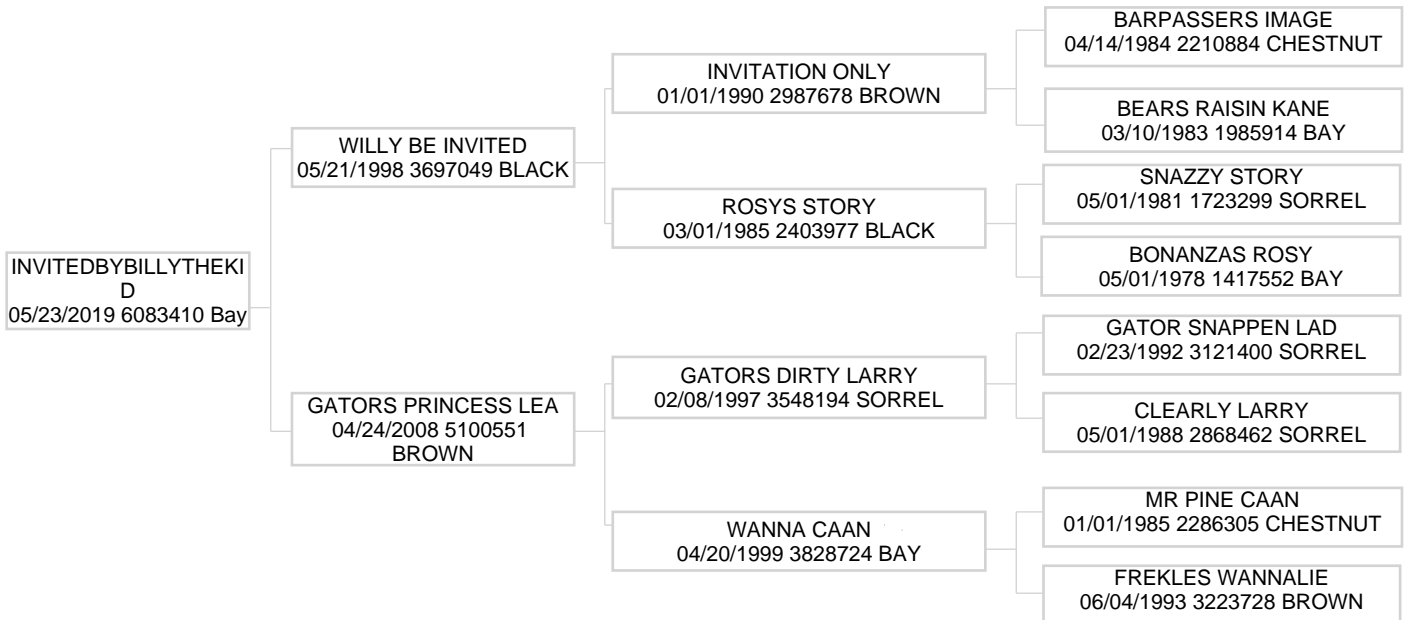 INVITEDBYBILLYTHEKI
D
05/23/2019 6083410 Bay
WILLY BE INVITED
05/21/1998 3697049 BLACK
GATORS PRINCESS LEA
04/24/2008 5100551
BROWN
INVITATION ONLY
01/01/1990 2987678 BROWN
ROSYS STORY
03/01/1985 2403977 BLACK
GATORS DIRTY LARRY
02/08/1997 3548194 SORREL
WANNA CAAN
04/20/1999 3828724 BAY
BARPASSERS IMAGE
04/14/1984 2210884 CHESTNUT
BEARS RAISIN KANE
03/10/1983 1985914 BAY
SNAZZY STORY
05/01/1981 1723299 SORREL
BONANZAS ROSY
05/01/1978 1417552 BAY
GATOR SNAPPEN LAD
02/23/1992 3121400 SORREL
CLEARLY LARRY
05/01/1988 2868462 SORREL
MR PINE CAAN
01/01/1985 2286305 CHESTNUT
FREKLES WANNALIE
06/04/1993 3223728 BROWN